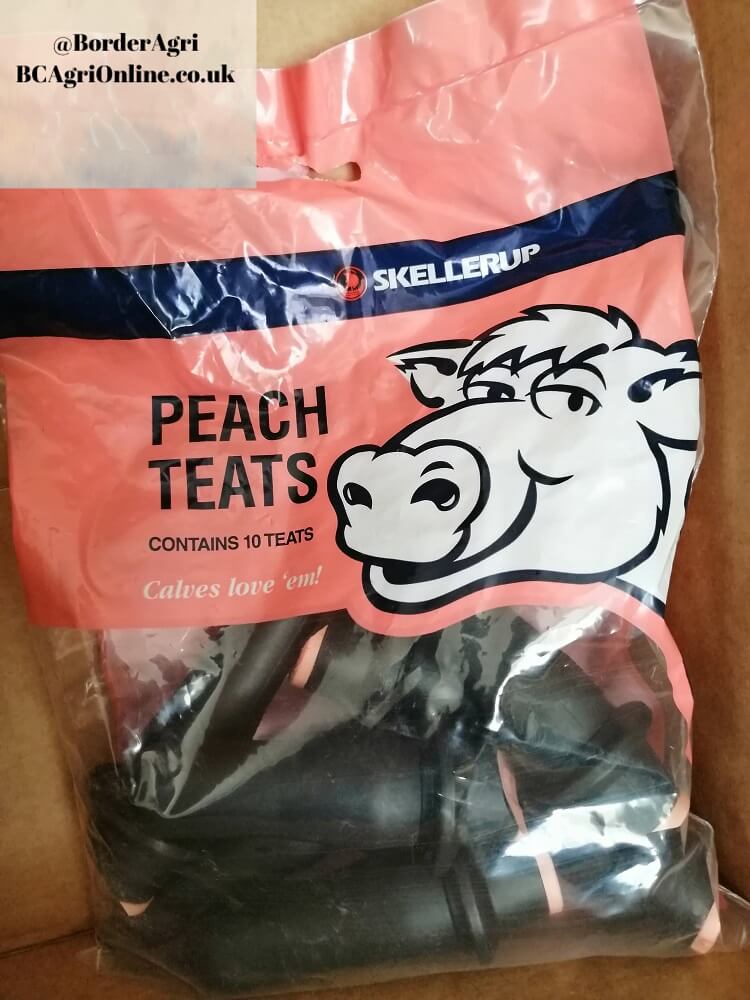 @BorderAgri
BCAgriOnline.co.uk
SKELLERUP
PEACH
TEATS
CONTAINS 10 TEATS
Calves love ‘em!